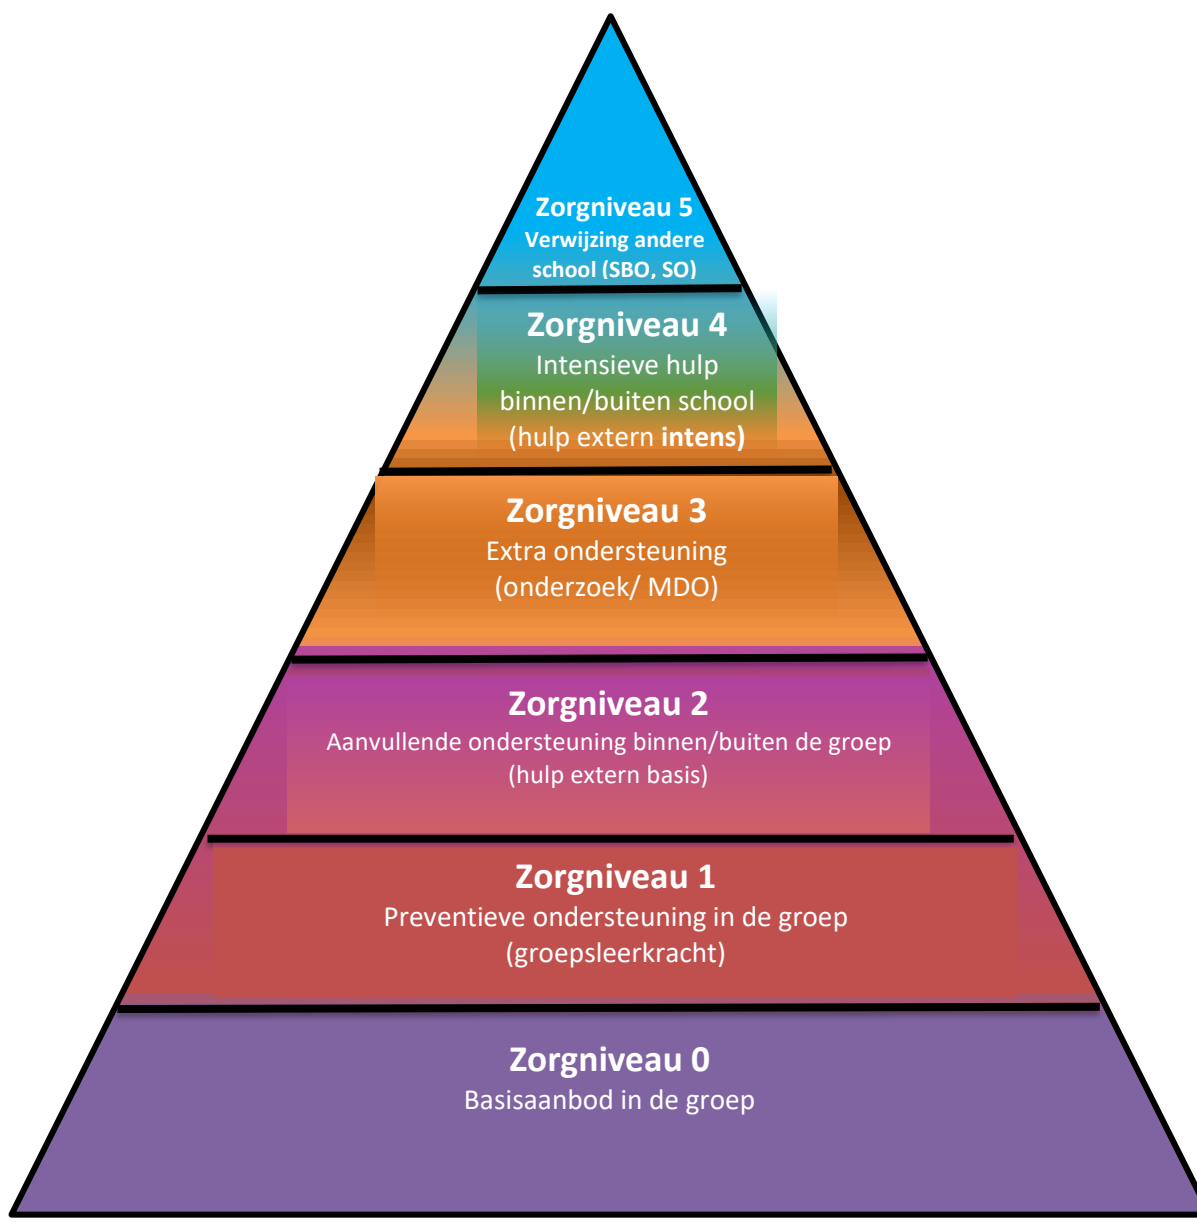 Zorgniveau 5
Verwijzing andere
school (SBO, SO)
Zorgniveau 4
Intensieve hulp
binnen/buiten school
(hulp extern intens)
Zorgniveau 3
Extra ondersteuning
(onderzoek/ MDO)
Zorgniveau 2
Aanvullende ondersteuning binnen/buiten de groep
(hulp extern basis)
Zorgniveau 1
Preventieve ondersteuning in de groep
(groepsleerkracht)
Zorgniveau 0
Basisaanbod in de groep